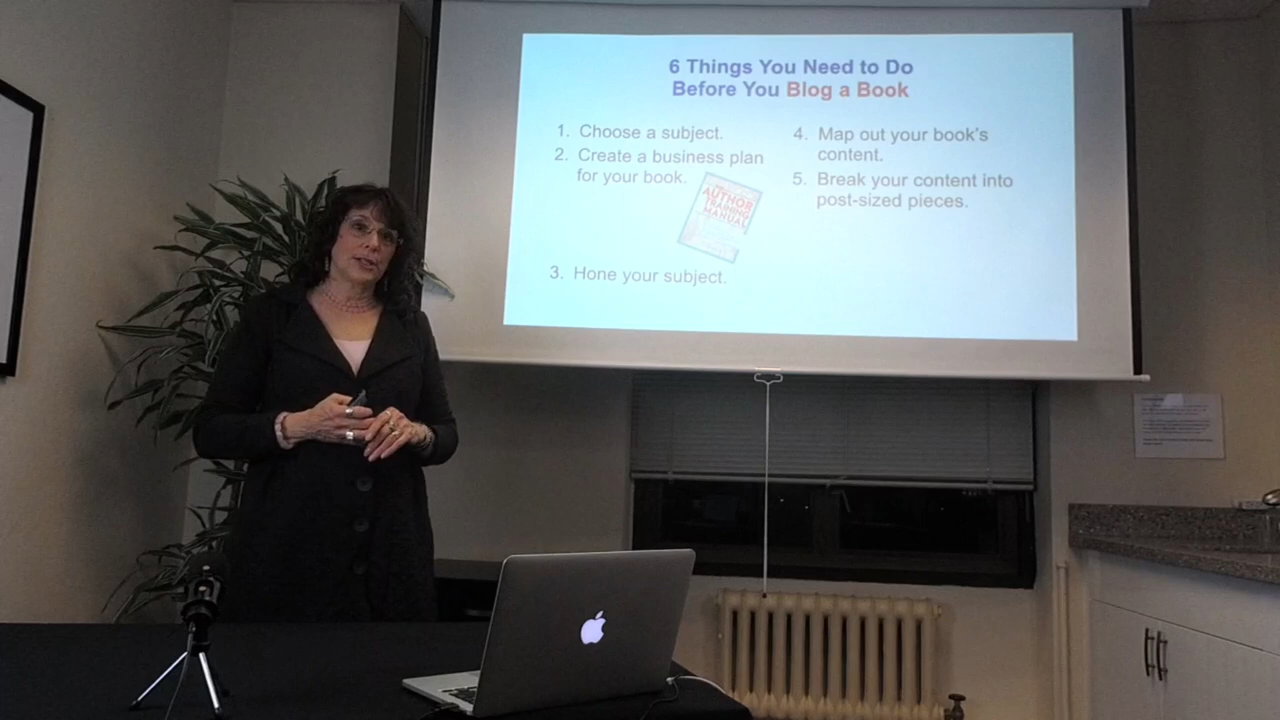 6 Things You Need to Do
Before You Blog a Book
1. Choose a subject.
2. Create a business plan
for your book.
AUTHOR
TRAINING
MANUAL
3. Hone your subject.
4. Map out your book's
content.
5. Break your content into
post-sized pieces.